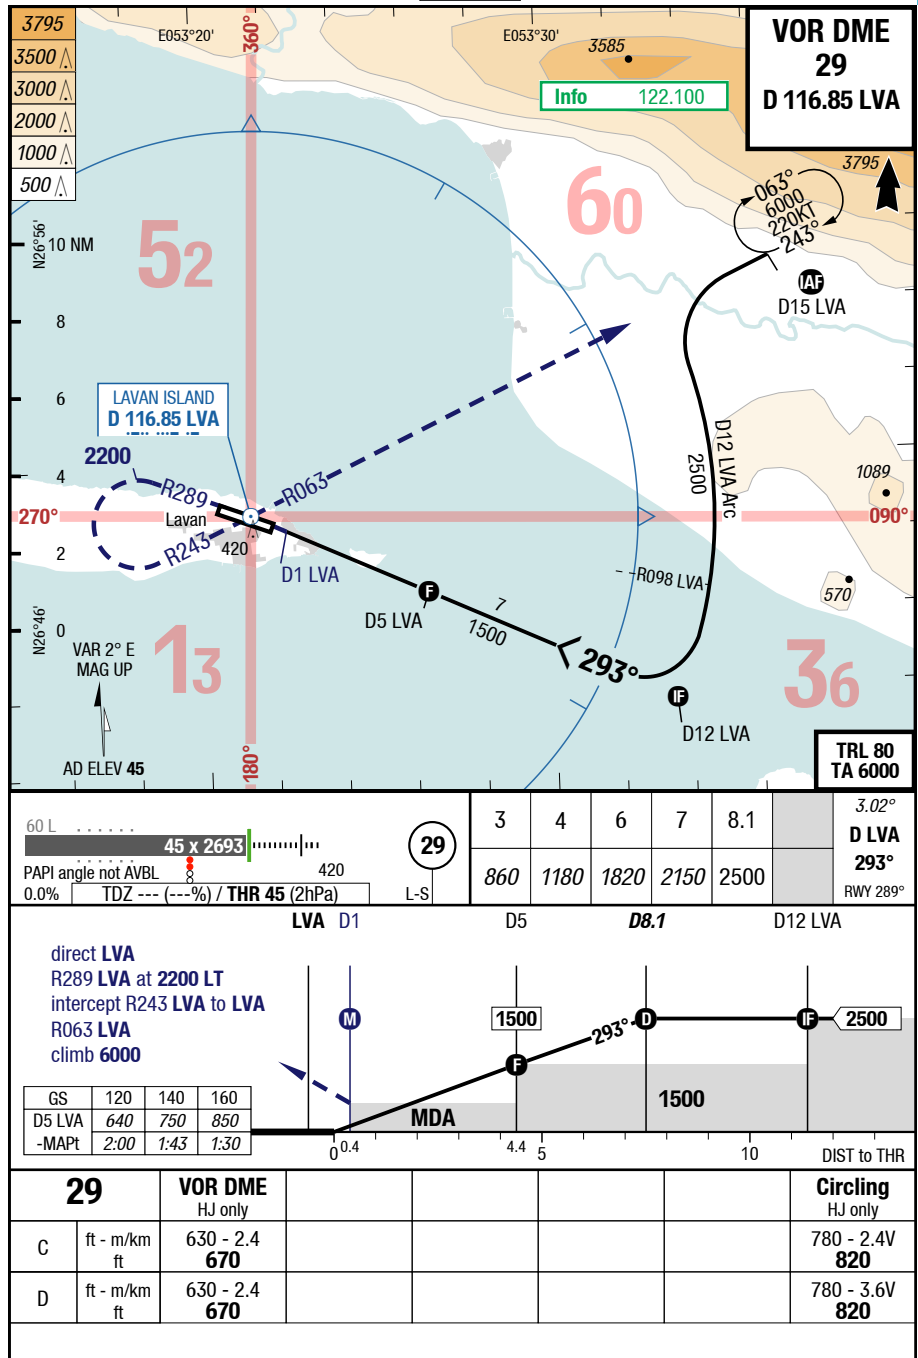 3795
3500
3000
2000
1000
500
E053°20'
360°
E053°30'
3585
Info 122.100
VOR DME
29
D 116.85 LVA
3795
063°
6000
220KT
243°
IAF
D15 LVA
N26°56'
10 NM
52
60
8
6
4
2
0
LAVAN ISLAND
D 116.85 LVA
2200
R289
R063
D12 LVA Arc
2500
1089
270°
Lavan
090°
R243
420
D1 LVA
R098 LVA
570
F
D5 LVA
7
1500
293°
N26°46'
VAR 2° E
MAG UP
13
36
IF
D12 LVA
AD ELEV 45
180°
TRL 80
TA 6000
60 L
45 x 2693
PAPI angle not AVBL
420
0.0%
TDZ --- (---%) / THR 45 (2hPa)
29
L-S
3 4 6 7 8.1
860 1180 1820 2150 2500
3.02°
D LVA
293°
RWY 289°
LVA D1 D5 D8.1 D12 LVA
direct LVA
R289 LVA at 2200 LT
intercept R243 LVA to LVA
R063 LVA
climb 6000
M
1500
293°
D
IF
2500
F
1500
MDA
GS 120 140 160
D5 LVA 640 750 850
-MAPt 2:00 1:43 1:30
0 0.4 4.4 5 10 DIST to THR
29
VOR DME
HJ only
Circling
HJ only
C
ft - m/km
ft
630 - 2.4
670
780 - 2.4V
820
D
ft - m/km
ft
630 - 2.4
670
780 - 3.6V
820